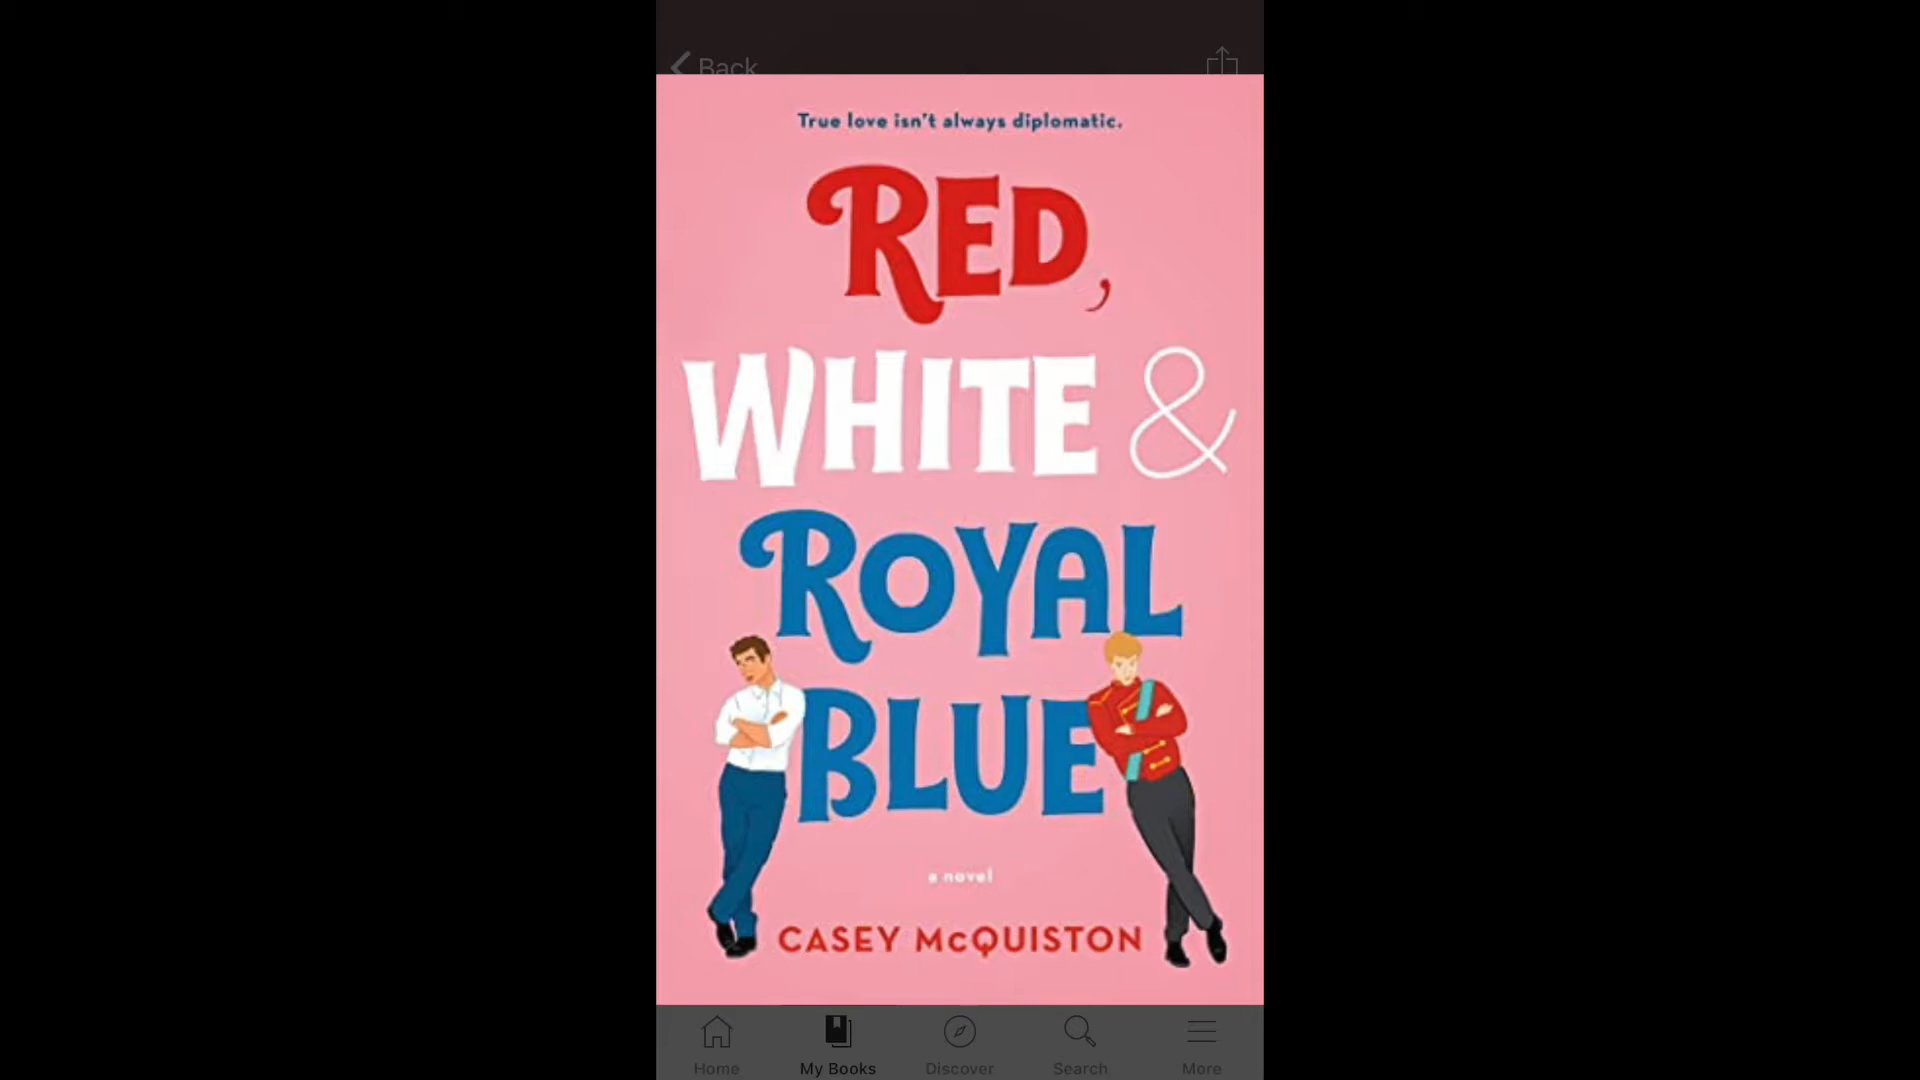 Back
True love isn't always diplomatic.
RED,
WHITE &
ROYAL
BLUE
a novel
CASEY McQUISTON
Home My Books Discover Search More